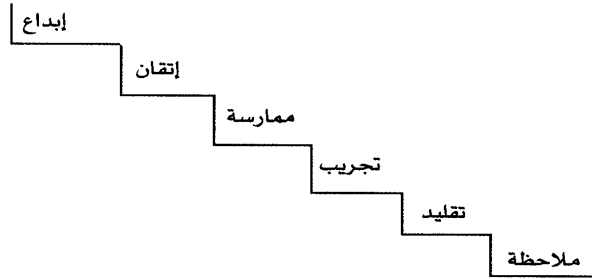 إبداع
إتقان
ممارسة
تجريب
تقليد
ملاحظة